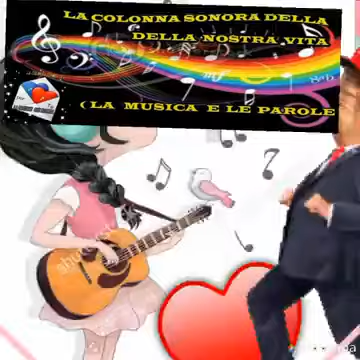 LA COLONNA SONORA DELLA
DELLA NOSTRA VITA
( LA MUSICA E LE PAROLE